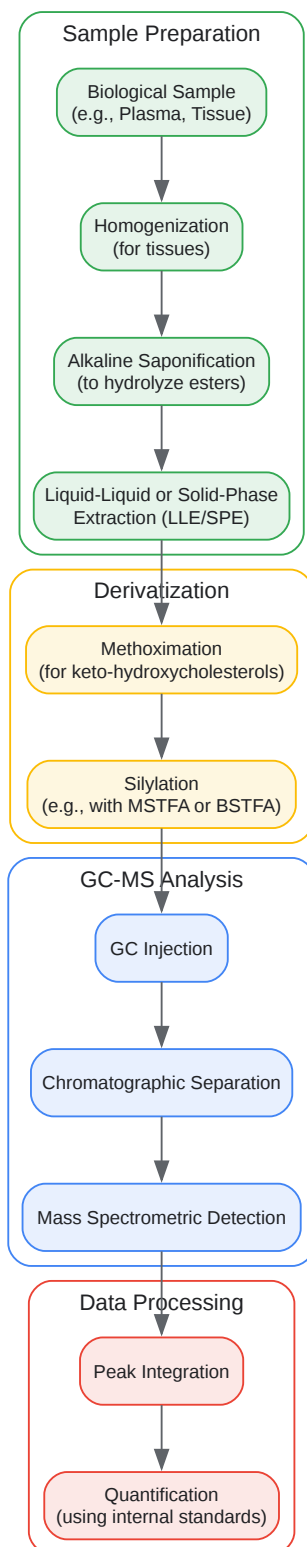 Sample Preparation
Biological Sample
(e.g., Plasma, Tissue)
Homogenization
(for tissues)
Alkaline Saponification
(to hydrolyze esters)
Liquid-Liquid or Solid-Phase
Extraction (LLE/SPE)
Derivatization
Methoximation
(for keto-hydroxycholesterols)
Silylation
(e.g., with MSTFA or BSTFA)
GC-MS Analysis
GC Injection
Chromatographic Separation
Mass Spectrometric Detection
Data Processing
Peak Integration
Quantification
(using internal standards)